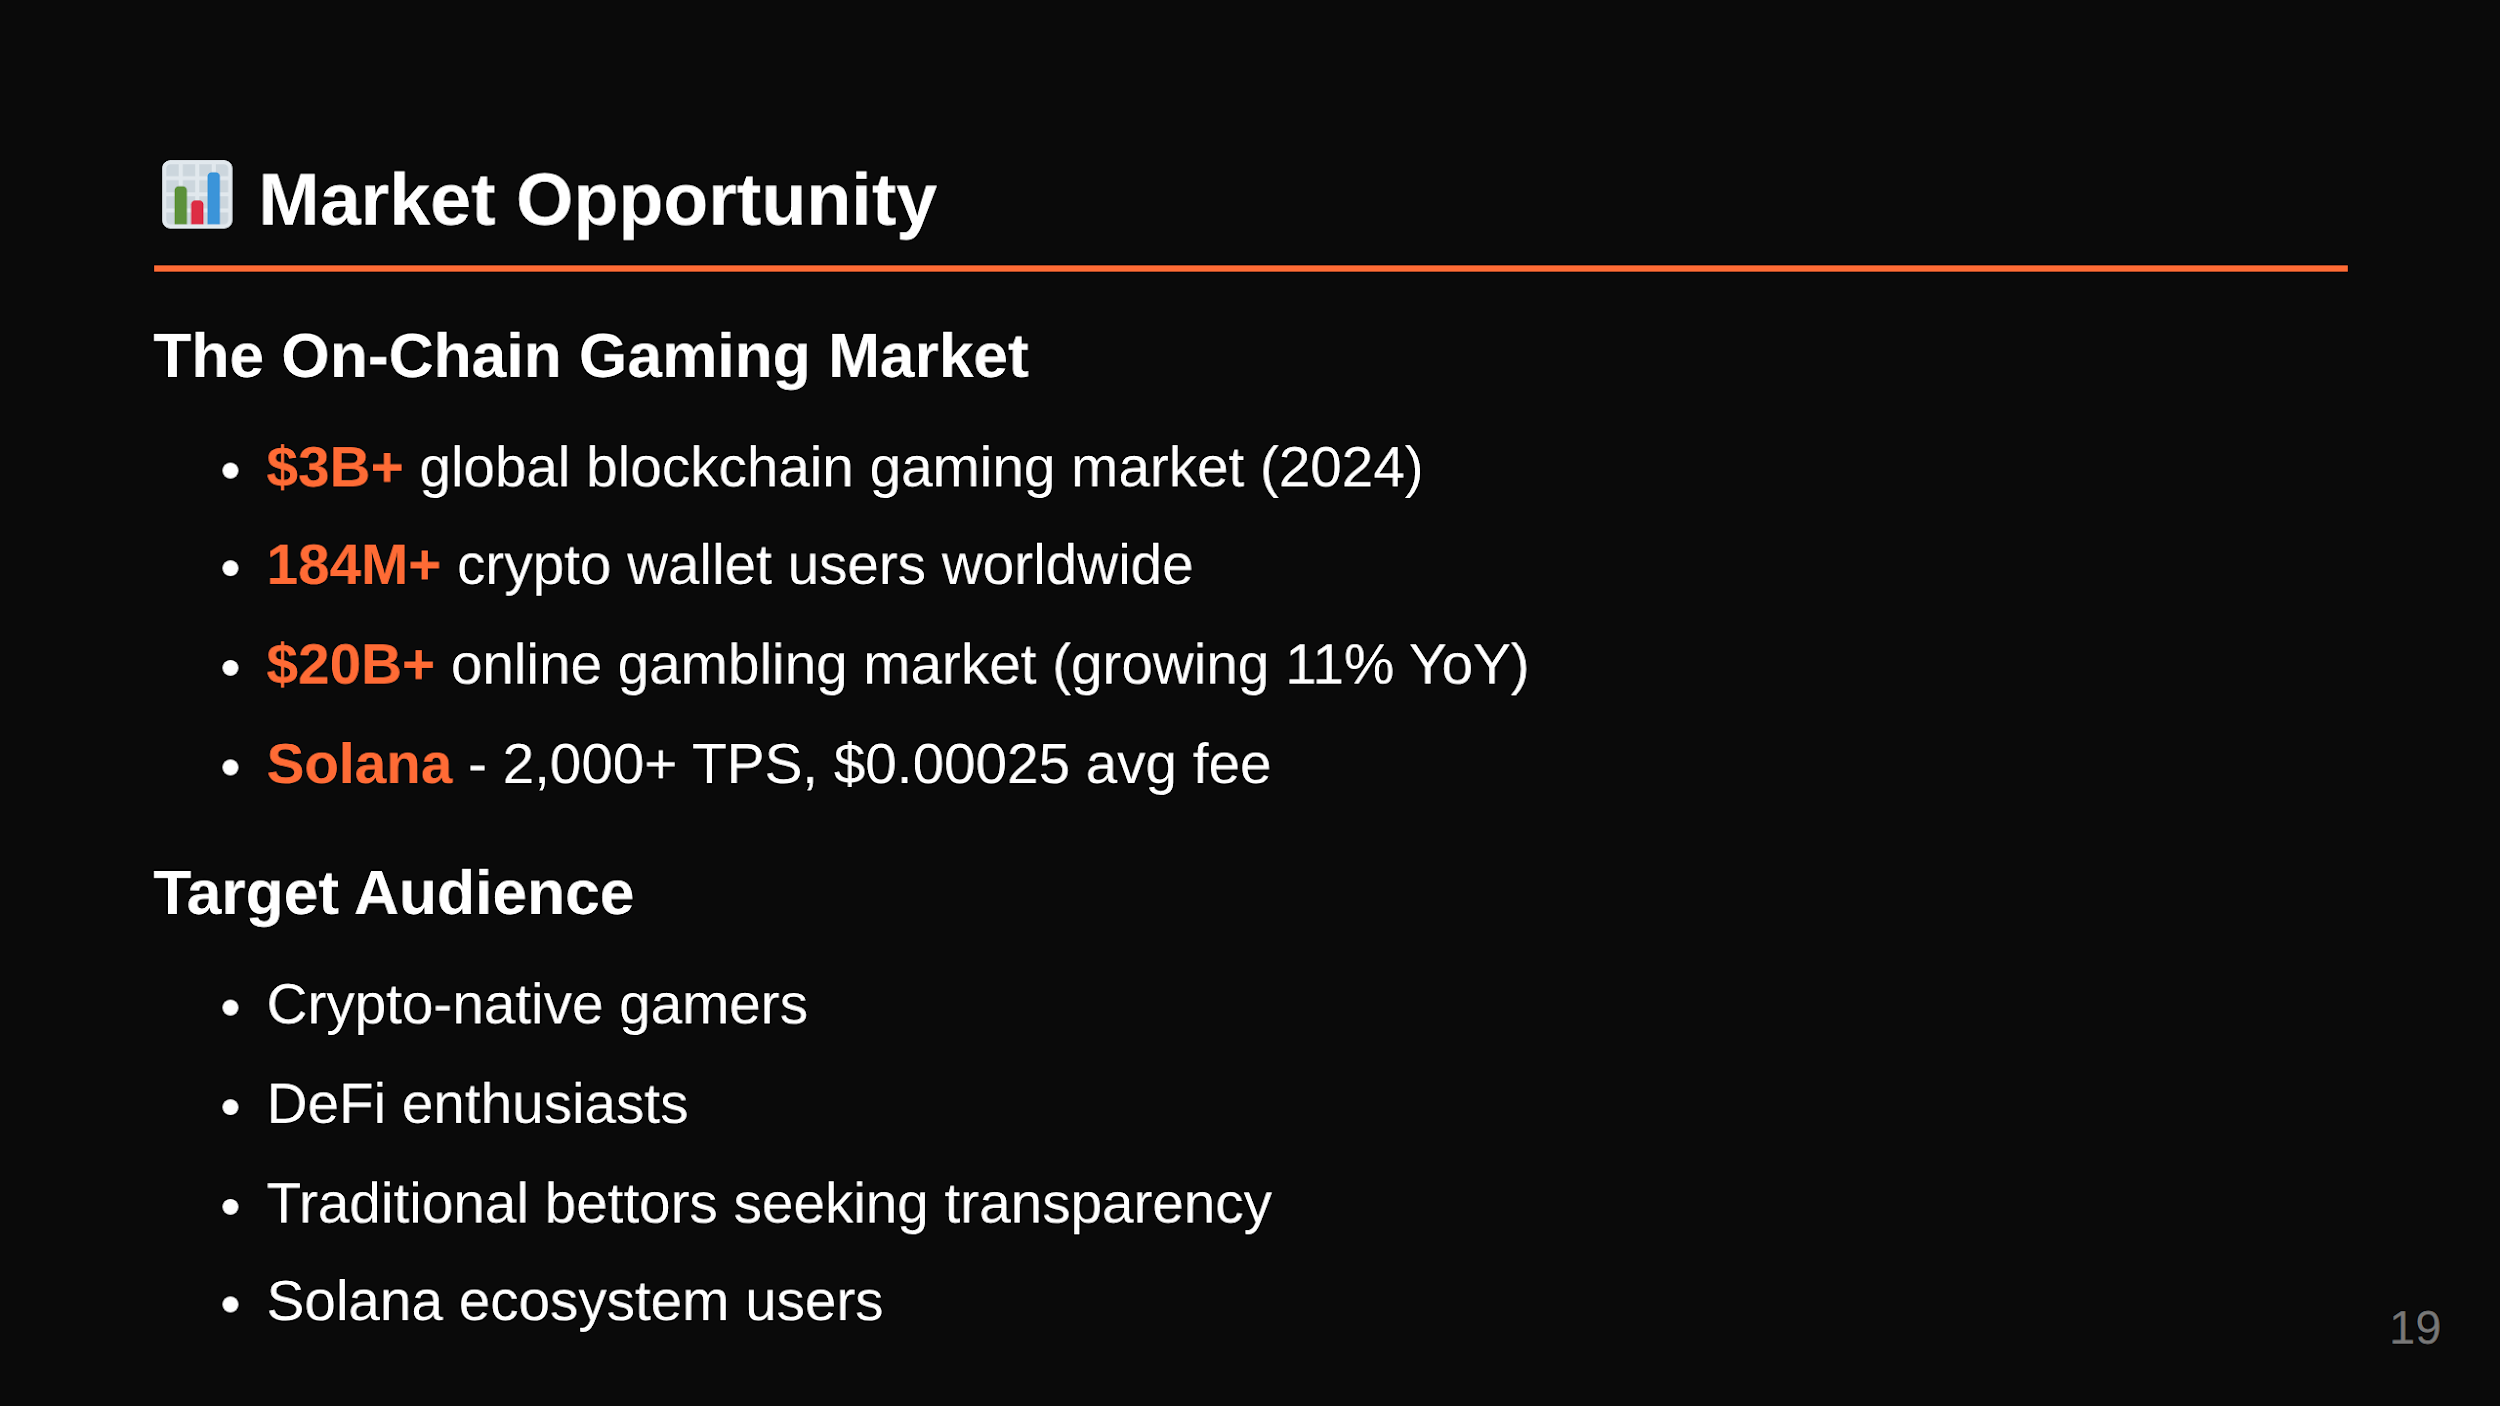 Market Opportunity
The On-Chain Gaming Market
• $3B+ global blockchain gaming market (2024)
• 184M+ crypto wallet users worldwide
• $20B+ online gambling market (growing 11% YoY)
• Solana - 2,000+ TPS, $0.00025 avg fee
Target Audience
• Crypto-native gamers
• DeFi enthusiasts
• Traditional bettors seeking transparency
• Solana ecosystem users
19